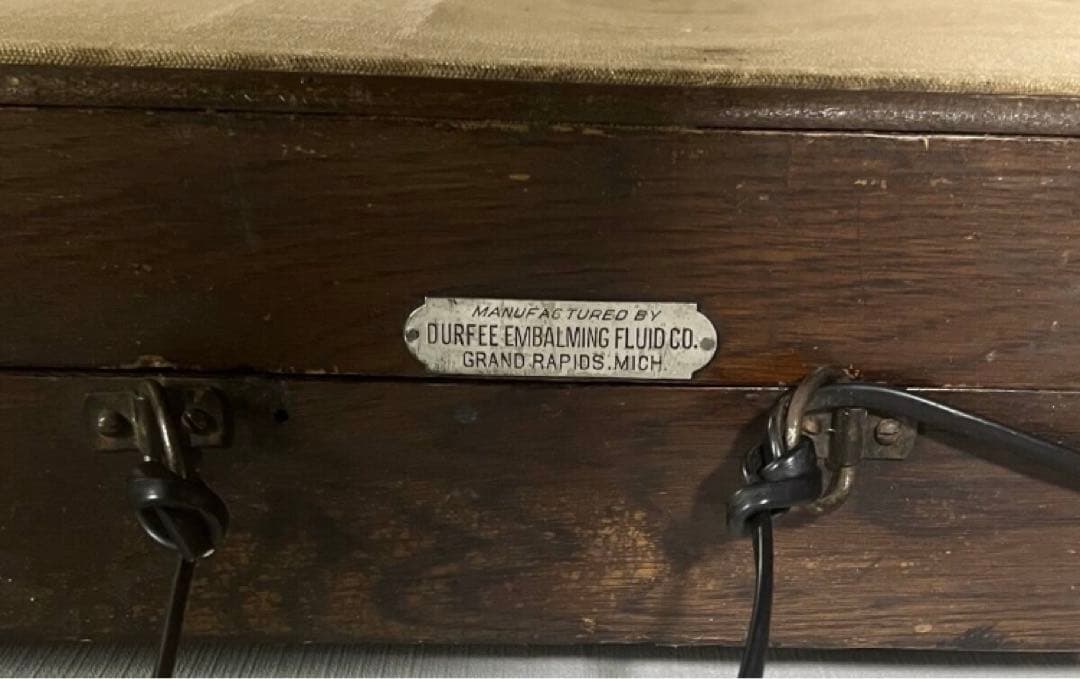 MANUFACTURED BY
DURFEE EMBALMING FLUID CO.
GRAND RAPIDS. MICH.